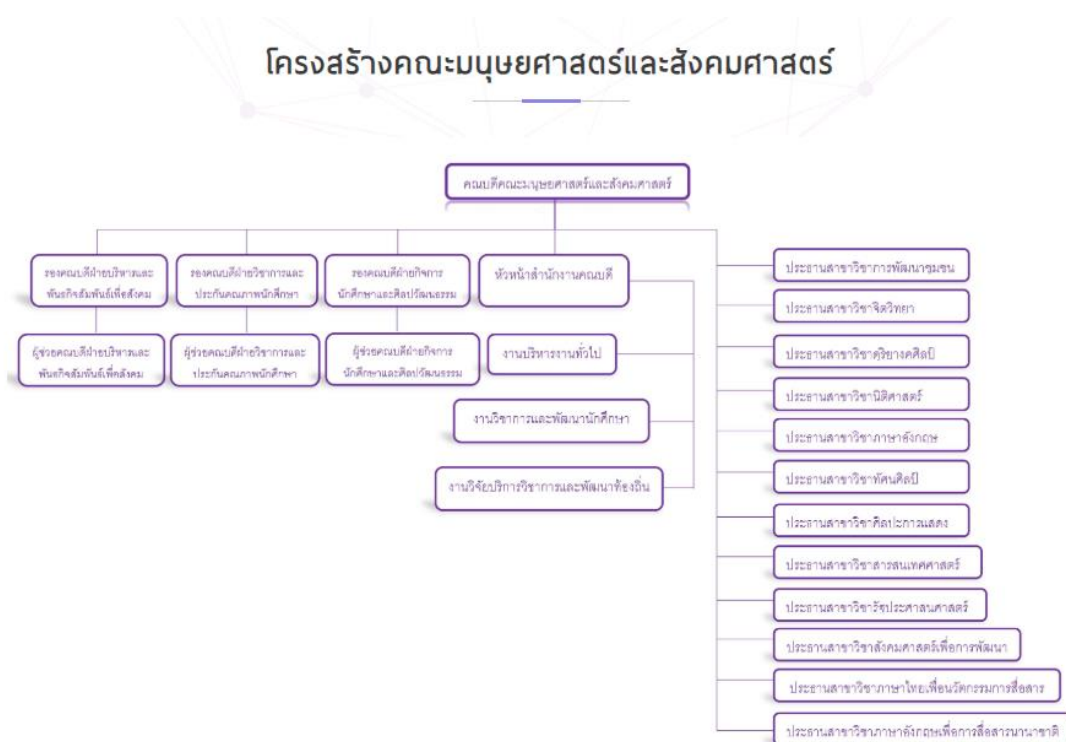 โครงสร้างคณะมนุษยศาสตร์และสังคมศาสตร์
คณบดีคณะมนุษยศาสตร์และสังคมศาสตร์
รองคณบดีฝ่ายบริหารและ
พันธกิจสัมพันธ์เพื่อสังคม
รองคณบดีฝ่ายวิชาการและ
ประกันคุณภาพนักศึกษา
รองคณบดีฝ่ายกิจการ
นักศึกษาและศิลปวัฒนธรรม
หัวหน้าสำนักงานคณบดี
ผู้ช่วยคณบดีฝ่ายบริหารและ
พันธกิจสัมพันธ์เพื่อสังคม
ผู้ช่วยคณบดีฝ่ายวิชาการและ
ประกันคุณภาพนักศึกษา
ผู้ช่วยคณบดีฝ่ายกิจการ
นักศึกษาและศิลปวัฒนธรรม
งานบริหารงานทั่วไป
งานวิชาการและพัฒนานักศึกษา
งานวิจัยบริการวิชาการและพัฒนาท้องถิ่น
ประธานสาขาวิชาการพัฒนาชุมชน
ประธานสาขาวิชาจิตวิทยา
ประธานสาขาวิชาดุริยางคศิลป์
ประธานสาขาวิชานิติศาสตร์
ประธานสาขาวิชาภาษาอังกฤษ
ประธานสาขาวิชาทัศนศิลป์
ประธานสาขาวิชาศิลปะการแสดง
ประธานสาขาวิชาสารสนเทศศาสตร์
ประธานสาขาวิชารัฐประศาสนศาสตร์
ประธานสาขาวิชาสังคมศาสตร์เพื่อการพัฒนา
ประธานสาขาวิชาภาษาไทยเพื่อนวัตกรรมการสื่อสาร
ประธานสาขาวิชาภาษาอังกฤษเพื่อการสื่อสารนานาชาติ